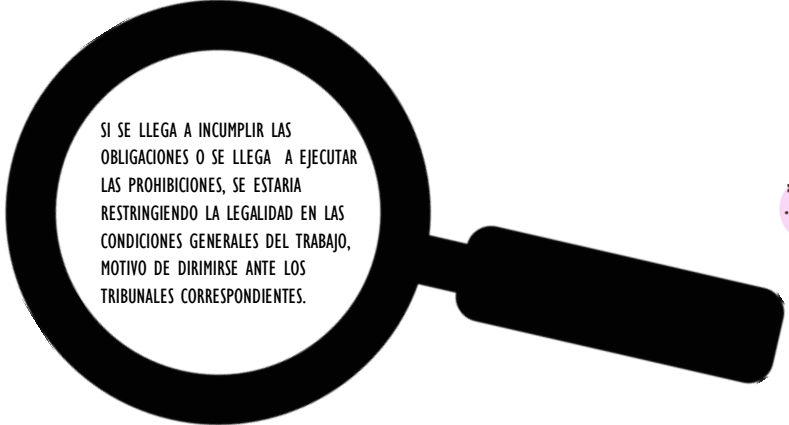 SI SE LLEGA A INCUMPLIR LAS
OBLIGACIONES O SE LLEGA A EJECUTAR
LAS PROHIBICIONES, SE ESTARIA
RESTRINGIENDO LA LEGALIDAD EN LAS
CONDICIONES GENERALES DEL TRABAJO,
MOTIVO DE DIRIMIRSE ANTE LOS
TRIBUNALES CORRESPONDIENTES.